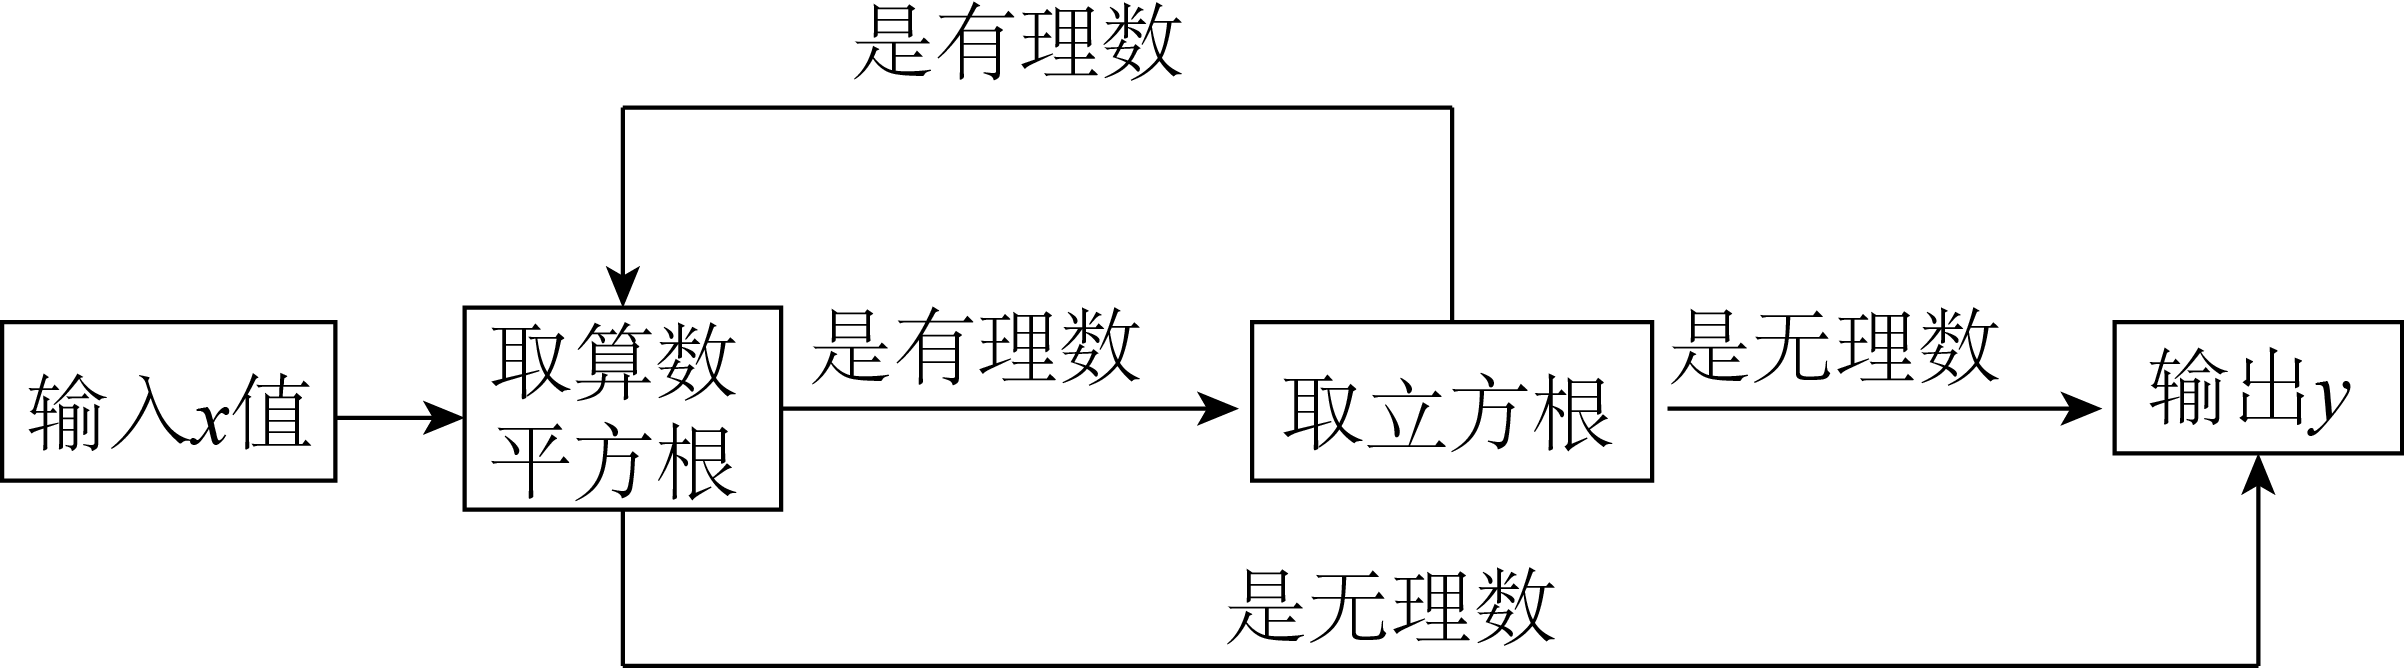 是有理数
输入x值
取算数
平方根
是有理数
取立方根
是无理数
输出y
是无理数